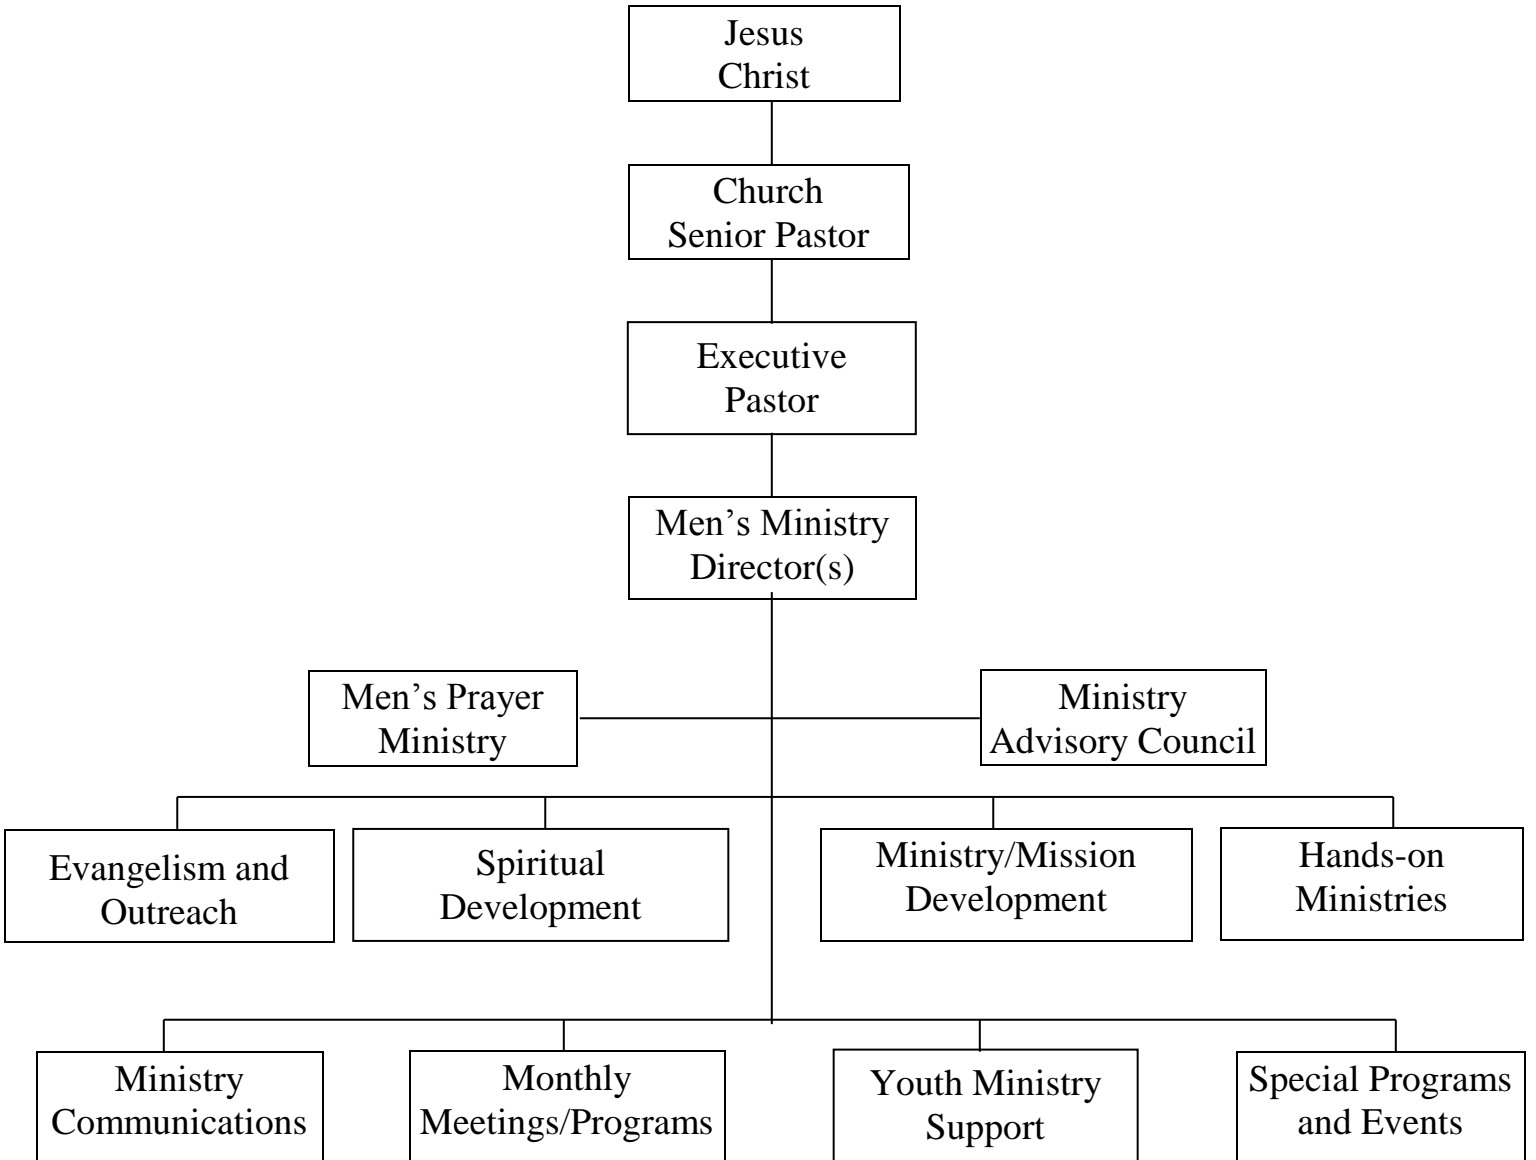 Jesus
Christ
Church
Senior Pastor
Executive
Pastor
Men’s Ministry
Director(s)
Men’s Prayer
Ministry
Ministry
Advisory Council
Evangelism and
Outreach
Spiritual
Development
Ministry/Mission
Development
Hands-on
Ministries
Ministry
Communications
Monthly
Meetings/Programs
Youth Ministry
Support
Special Programs
and Events